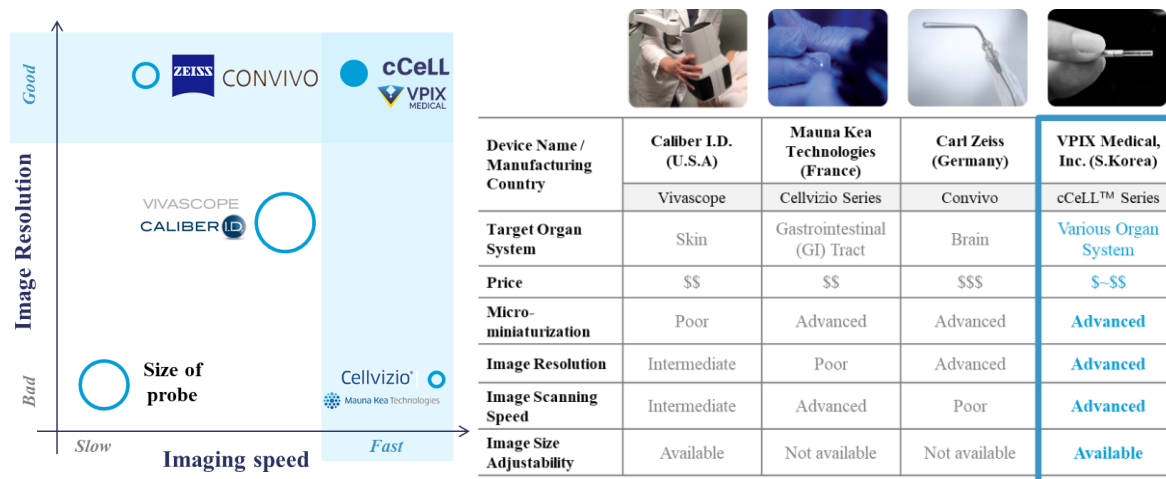 Good
ZEISS CONVIVO
cCeLL
VPIX
MEDICAL
VIVASCOPE
CALIBER I.D.
Image Resolution
Size of
probe
Cellvizio®
Mauna Kea Technologies
Bad
Slow
Fast
Imaging speed
Device Name /
Manufacturing
Country
Caliber I.D.
(U.S.A)
Mauna Kea
Technologies
(France)
Carl Zeiss
(Germany)
VPIX Medical,
Inc. (S.Korea)
Vivascope
Cellvizio Series
Convivo
cCeLL™ Series
Target Organ
System
Skin
Gastrointestinal
(GI) Tract
Brain
Various Organ
System
Price
$$
$$
$$$
$~$$
Micro-
miniaturization
Poor
Advanced
Advanced
Advanced
Image Resolution
Intermediate
Poor
Advanced
Advanced
Image Scanning
Speed
Intermediate
Advanced
Poor
Advanced
Image Size
Adjustability
Available
Not available
Not available
Available